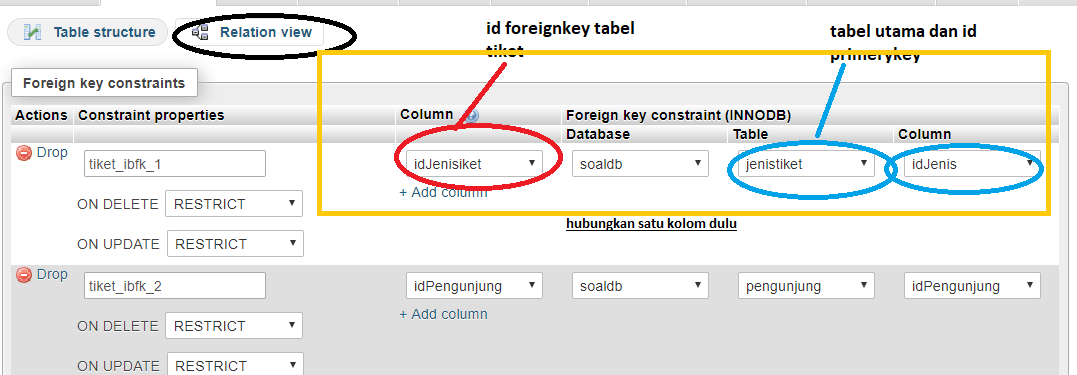 Table structure
Relation view
id foreignkey tabel
tiket
tabel utama dan id
primerykey
Foreign key constraints
Actions Constraint properties Column Foreign key constraint (INNODB)
Database Table Column
Drop tiket_ibfk_1 idJenisiket soaldb jenistiket idJenis
+ Add column
ON DELETE RESTRICT
hubungkan satu kolom dulu
ON UPDATE RESTRICT
Drop tiket_ibfk_2 idPengunjung soaldb pengunjung idPengunjung
+ Add column
ON DELETE RESTRICT
ON UPDATE RESTRICT